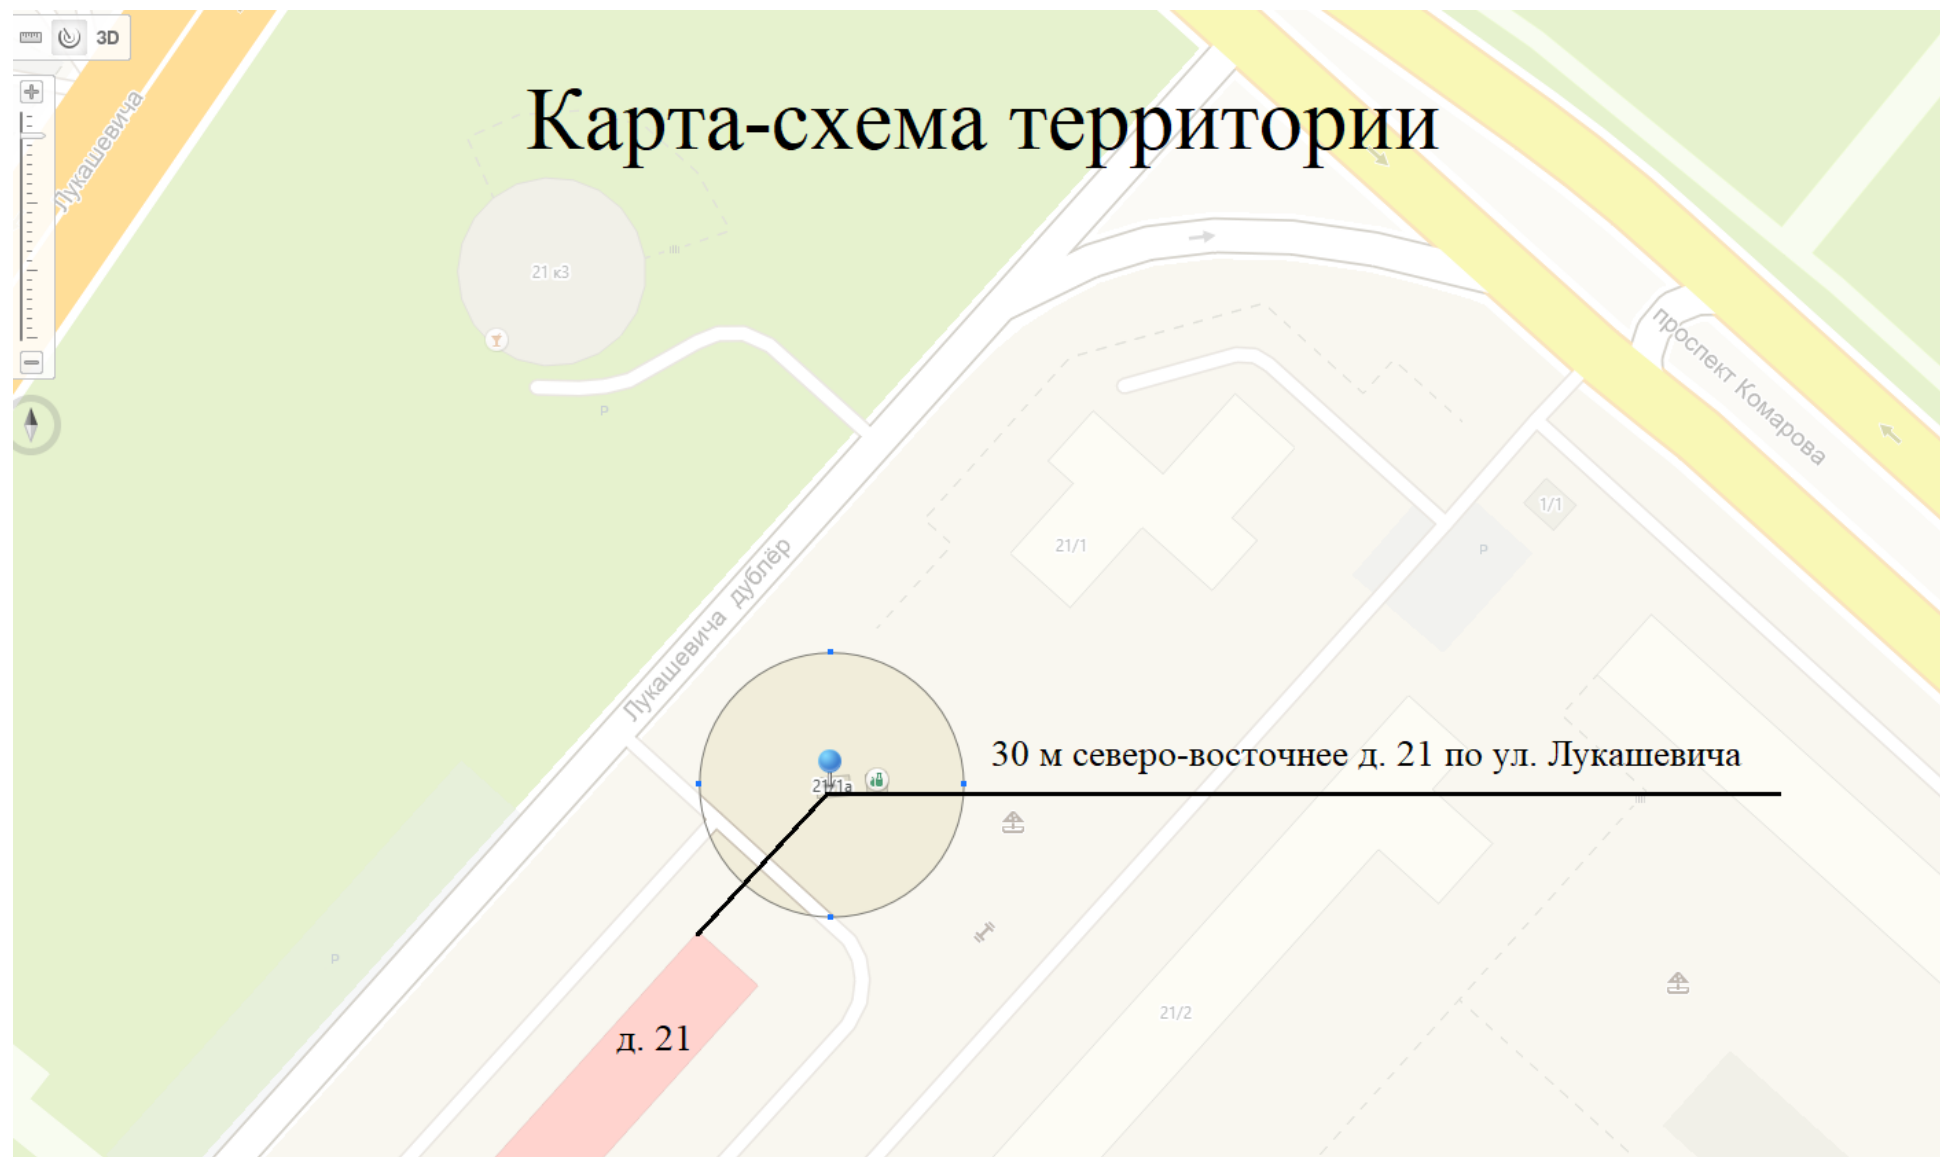 3D
Карта-схема территории
Лукашевича
21 к3
P
проспект Комарова
1/1
P
21/1
Лукашевича дублёр
30 м северо-восточнее д. 21 по ул. Лукашевича
21/1а
P
21/2
д. 21